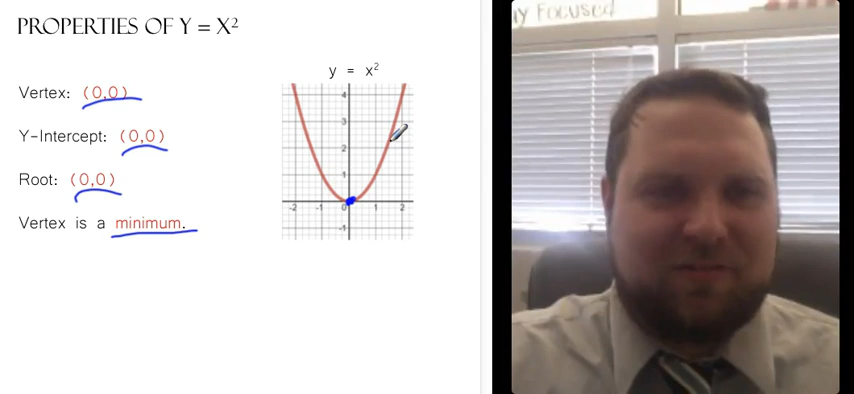 PROPERTIES OF Y = X²
y = x²
Vertex: (0,0)
Y-Intercept: (0,0)
Root: (0,0)
Vertex is a minimum.
4
3
2
1
-2 -1 0 1 2
-1
Focused